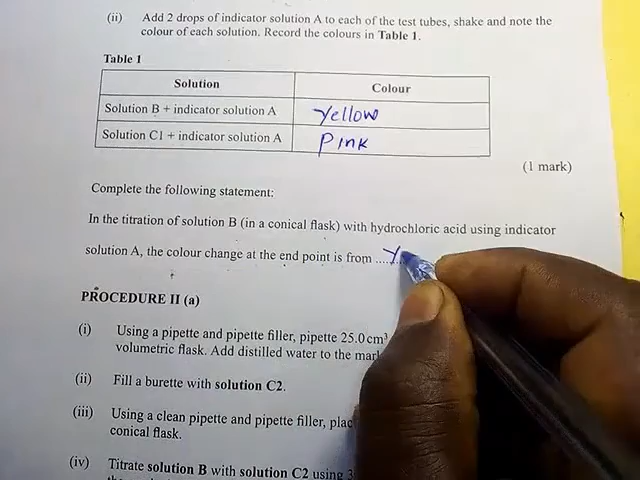 (ii) Add 2 drops of indicator solution A to each of the test tubes, shake and note the
colour of each solution. Record the colours in Table 1.
Table 1
Solution Colour
Solution B + indicator solution A Yellow
Solution C1 + indicator solution A Pink
(1 mark)
Complete the following statement:
In the titration of solution B (in a conical flask) with hydrochloric acid using indicator
solution A, the colour change at the end point is from ....Y
PROCEDURE II (a)
(i) Using a pipette and pipette filler, pipette 25.0 cm³
volumetric flask. Add distilled water to the mar
(ii) Fill a burette with solution C2.
(iii) Using a clean pipette and pipette filler, plac
conical flask.
(iv) Titrate solution B with solution C2 using 3